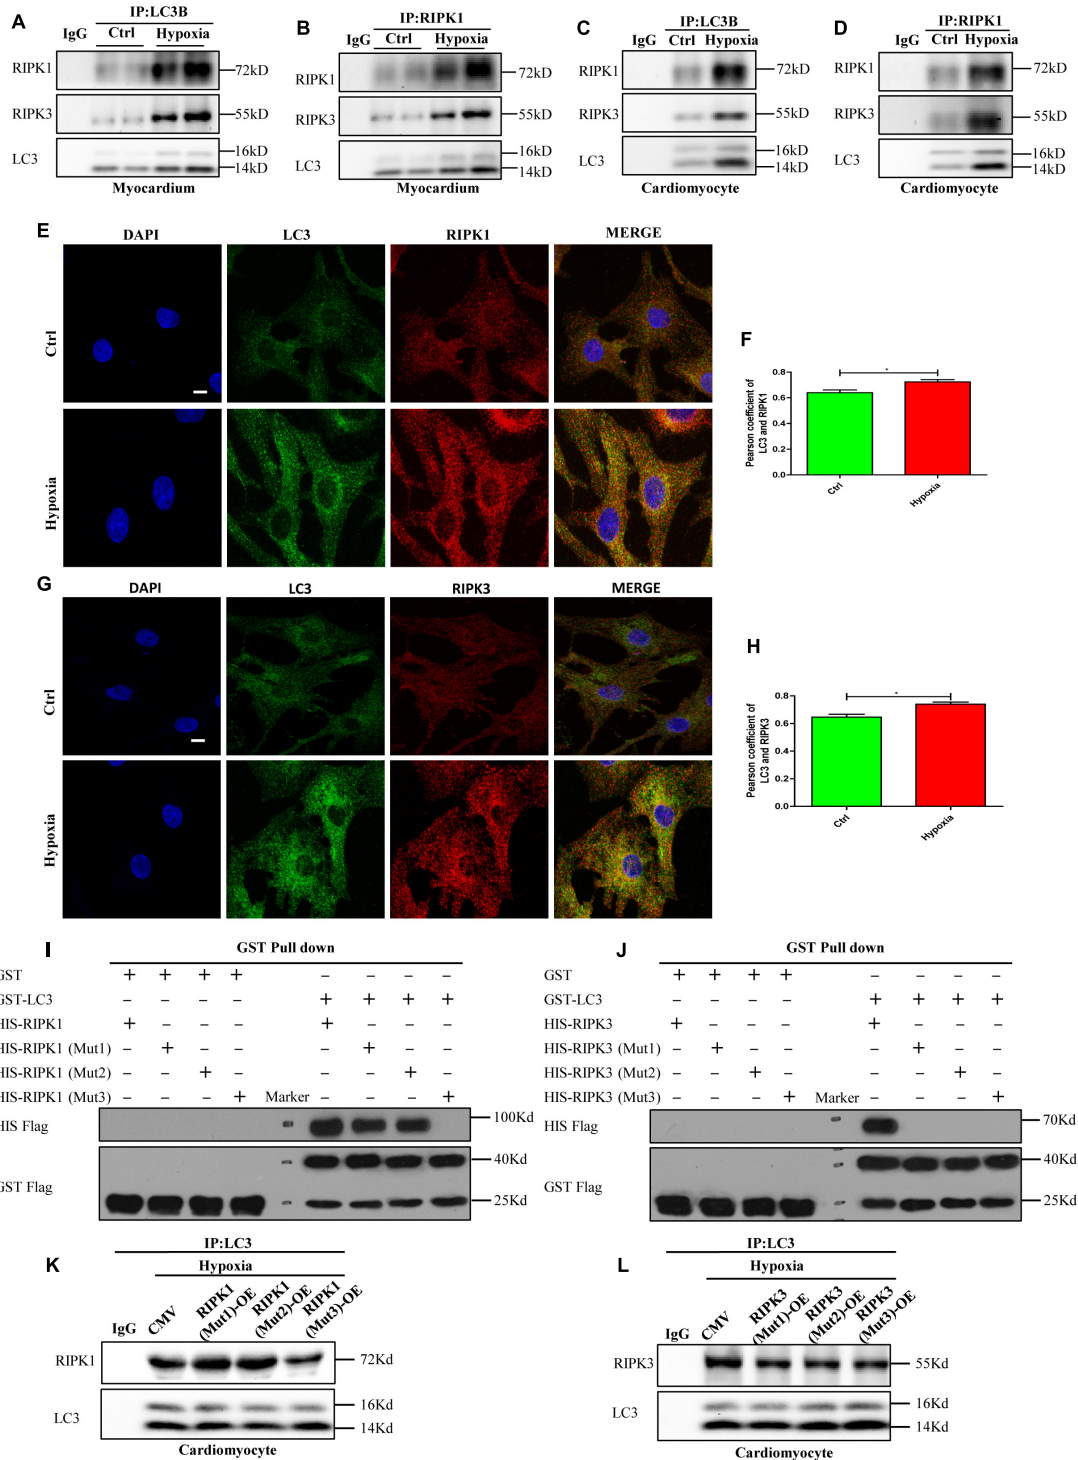 A
IP:LC3B
IgG Ctrl Hypoxia
RIPK1
72kD
RIPK3
55kD
LC3
16kD
14kD
Myocardium
B
IP:RIPK1
IgG Ctrl Hypoxia
RIPK1
72kD
RIPK3
55kD
LC3
16kD
14kD
Myocardium
C
IP:LC3B
IgG Ctrl Hypoxia
RIPK1
72kD
RIPK3
55kD
LC3
16kD
14kD
Cardiomyocyte
D
IP:RIPK1
IgG Ctrl Hypoxia
RIPK1
72kD
RIPK3
55kD
LC3
16kD
14kD
Cardiomyocyte
E
DAPI LC3 RIPK1 MERGE
Ctrl
Hypoxia
F
Pearson coefficient of
LC3 and RIPK1
0.8
0.6
0.4
0.2
0.0
*
Ctrl
Hypoxia
G
DAPI LC3 RIPK3 MERGE
Ctrl
Hypoxia
H
Pearson coefficient of
LC3 and RIPK3
0.8
0.6
0.4
0.2
0.0
*
Ctrl
Hypoxia
I
GST Pull down
GST + + + + – – – –
GST-LC3 – – – – + + + +
HIS-RIPK1 + – – – + – – –
HIS-RIPK1 (Mut1) – + – – – + – –
HIS-RIPK1 (Mut2) – – + – – – + –
HIS-RIPK1 (Mut3) – – – + Marker – – – +
HIS Flag
100Kd
GST Flag
40Kd
25Kd
J
GST Pull down
GST + + + + – – – –
GST-LC3 – – – – + + + +
HIS-RIPK3 + – – – + – – –
HIS-RIPK3 (Mut1) – + – – – + – –
HIS-RIPK3 (Mut2) – – + – – – + –
HIS-RIPK3 (Mut3) – – – + Marker – – – +
HIS Flag
70Kd
GST Flag
40Kd
25Kd
K
IP:LC3
Hypoxia
IgG
CMV
RIPK1
(Mut1)-OE
RIPK1
(Mut2)-OE
RIPK1
(Mut3)-OE
RIPK1
72Kd
LC3
16Kd
14Kd
Cardiomyocyte
L
IP:LC3
Hypoxia
IgG
CMV
RIPK3
(Mut1)-OE
RIPK3
(Mut2)-OE
RIPK3
(Mut3)-OE
RIPK3
55Kd
LC3
16Kd
14Kd
Cardiomyocyte